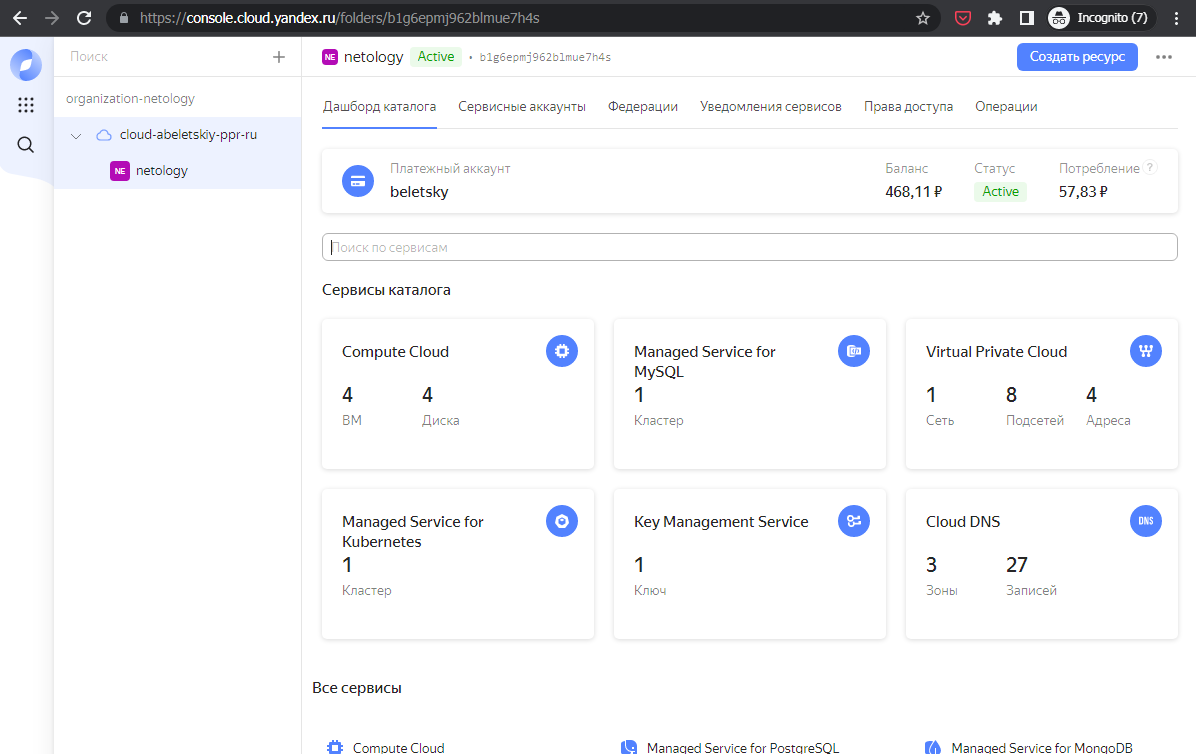 https://console.cloud.yandex.ru/folders/b1g6epmj962blmue7h4s
Incognito (7)
Поиск
organization-netology
cloud-abeletskiy-ppr-ru
NE netology
NE netology Active • b1g6epmj962blmue7h4s
Создать ресурс
Дашборд каталога Сервисные аккаунты Федерации Уведомления сервисов Права доступа Операции
Платежный аккаунт Баланс Статус Потребление ?
beletsky 468,11 ₽ Active 57,83 ₽
Поиск по сервисам
Сервисы каталога
Compute Cloud
4 4
ВМ Диска
Managed Service for
MySQL
1
Кластер
Virtual Private Cloud
1 8 4
Сеть Подсетей Адреса
Managed Service for
Kubernetes
1
Кластер
Key Management Service
1
Ключ
Cloud DNS
DNS
3 27
Зоны Записей
Все сервисы
Compute Cloud Managed Service for PostgreSQL Managed Service for MongoDB